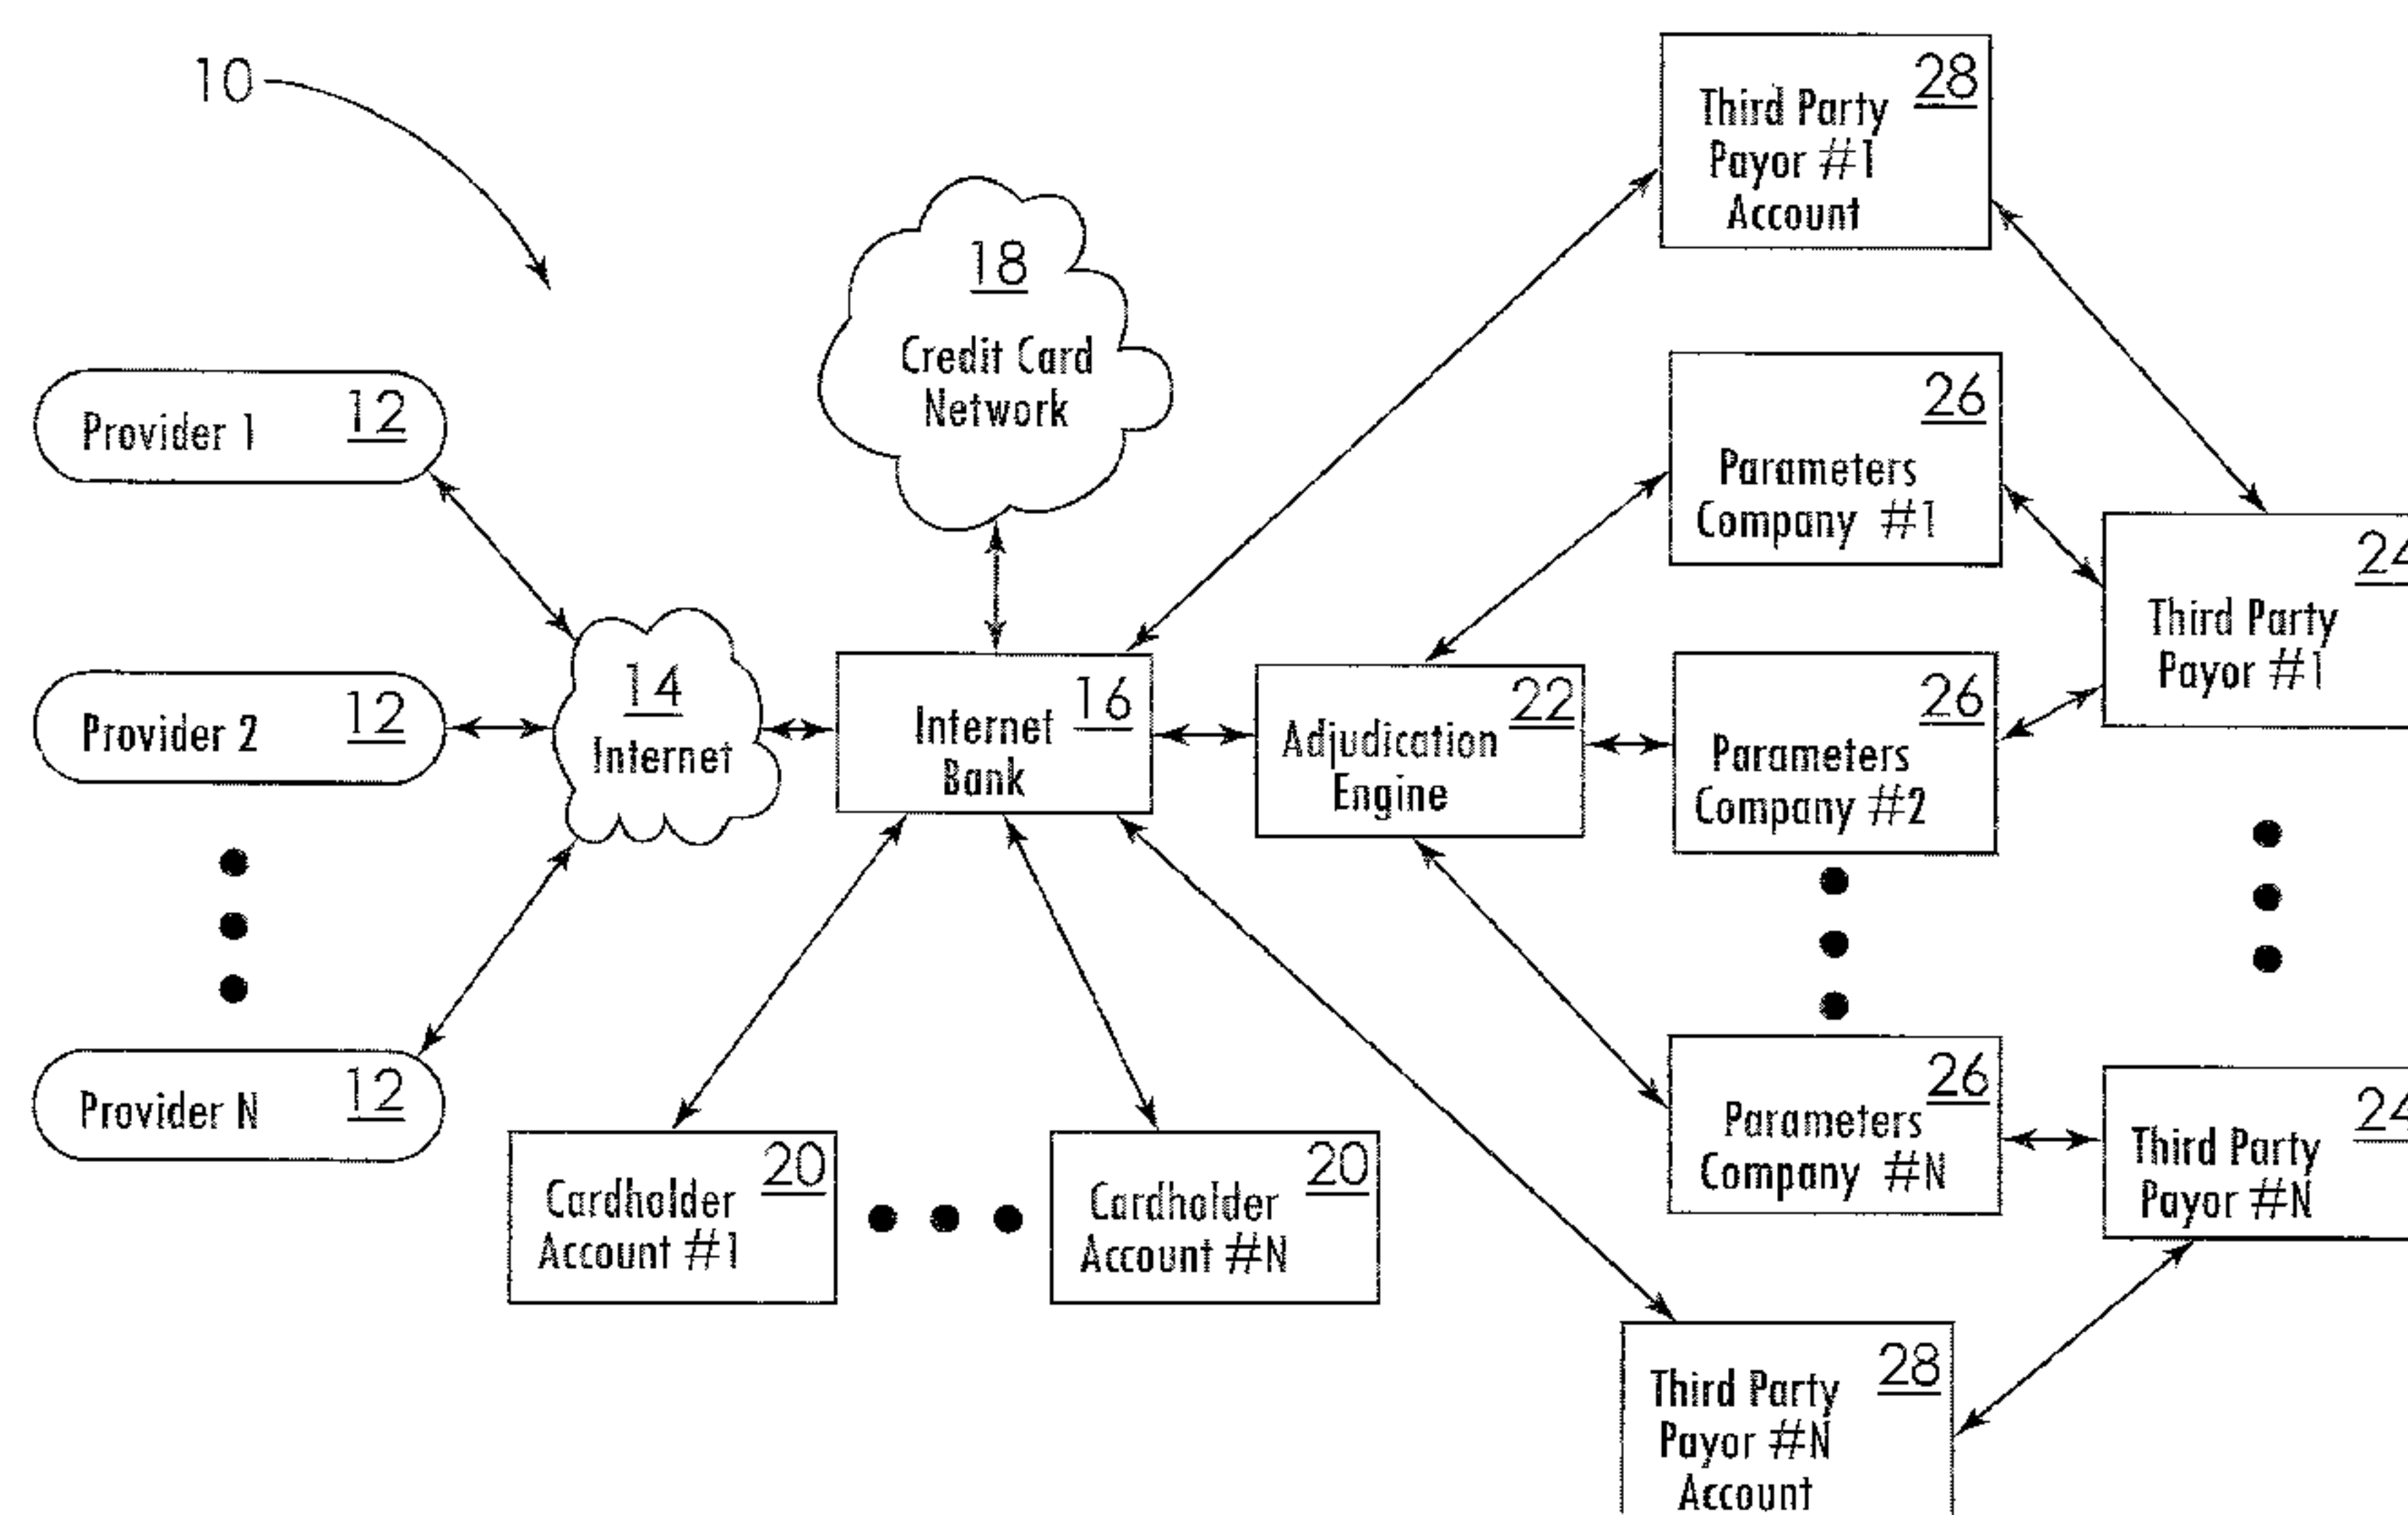 10
28
Third Party
Payor #1
Account
18
Credit Card
Network
12
Provider 1
26
Parameters
Company #1
24
Third Party
Payor #1
12
Provider 2
14
Internet
16
Internet
Bank
22
Adjudication
Engine
26
Parameters
Company #2
12
Provider N
20
Cardholder
Account #1
20
Cardholder
Account #N
26
Parameters
Company #N
24
Third Party
Payor #N
28
Third Party
Payor #N
Account